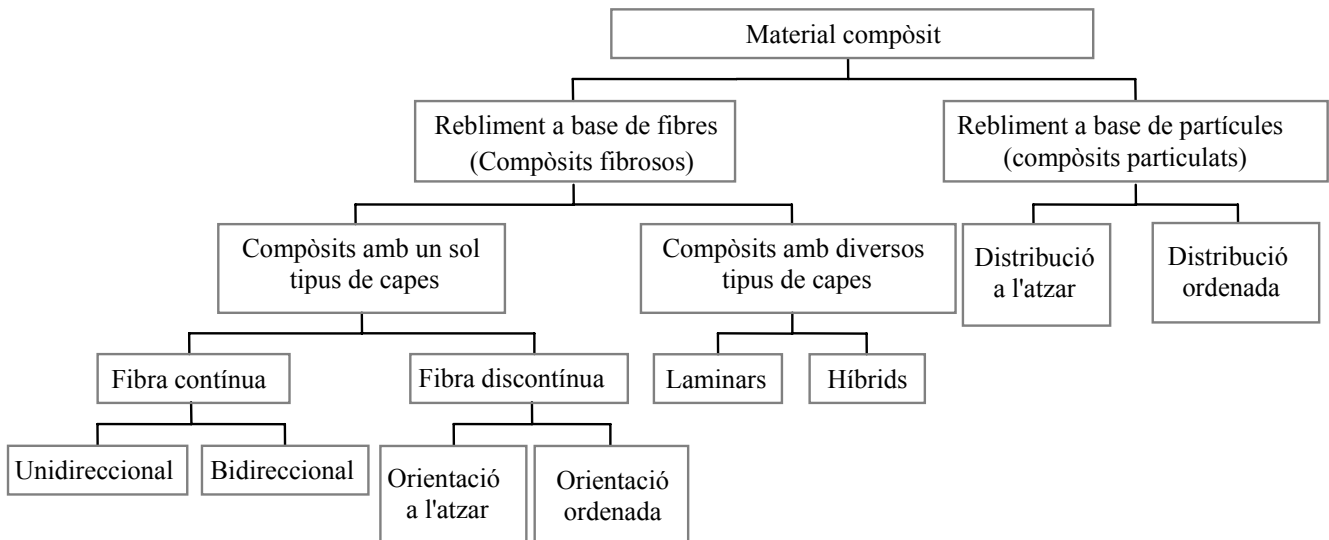 Material compòsit
Rebliment a base de fibres
(Compòsits fibrosos)
Rebliment a base de partícules
(compòsits particulats)
Compòsits amb un sol
tipus de capes
Compòsits amb diversos
tipus de capes
Distribució
a l'atzar
Distribució
ordenada
Fibra contínua
Fibra discontínua
Laminars
Híbrids
Unidireccional
Bidireccional
Orientació
a l'atzar
Orientació
ordenada